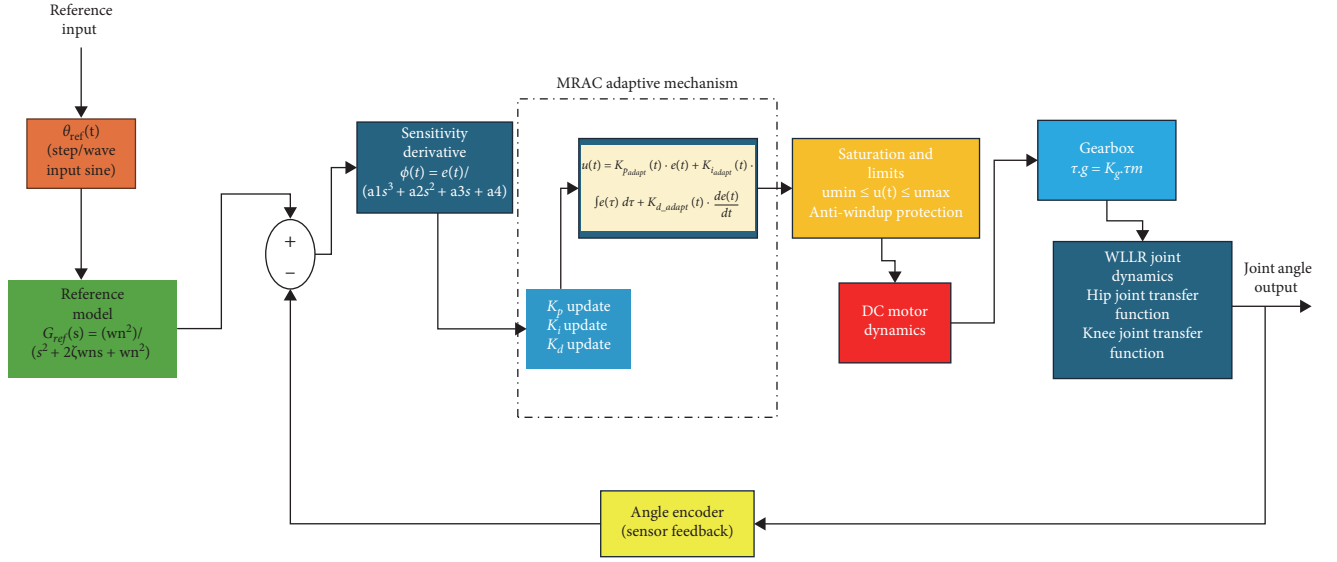 Reference
input
θref(t)
(step/wave
input sine)
Reference
model
Gref(s) = (wn²)/
(s² + 2ζwns + wn²)
+
−
Sensitivity
derivative
ϕ(t) = e(t)/
(a1s³ + a2s² + a3s + a4)
MRAC adaptive mechanism
u(t) = Kp_adapt (t) · e(t) + Ki_adapt (t) ·
∫e(τ) dτ + Kd_adapt (t) · de(t)/dt
Kp update
Ki update
Kd update
Saturation and
limits
umin ≤ u(t) ≤ umax
Anti-windup protection
DC motor
dynamics
Gearbox
τ.g = Kg.τm
WLLR joint
dynamics
Hip joint transfer
function
Knee joint transfer
function
Joint angle
output
Angle encoder
(sensor feedback)